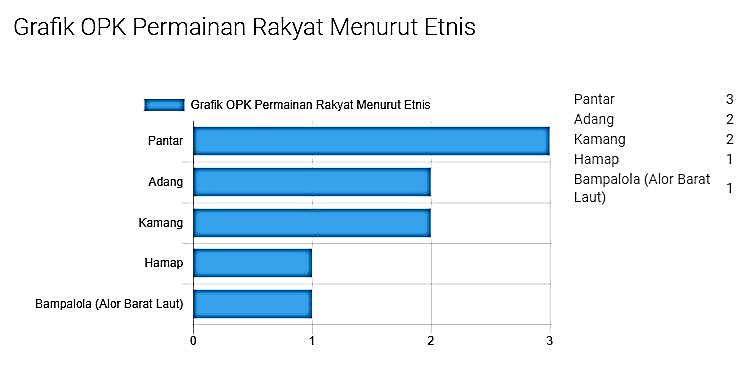 Grafik OPK Permainan Rakyat Menurut Etnis
Grafik OPK Permainan Rakyat Menurut Etnis
Pantar
Adang
Kamang
Hamap
Bampalola (Alor Barat Laut)
0 1 2 3
Pantar 3
Adang 2
Kamang 2
Hamap 1
Bampalola (Alor Barat
Laut) 1